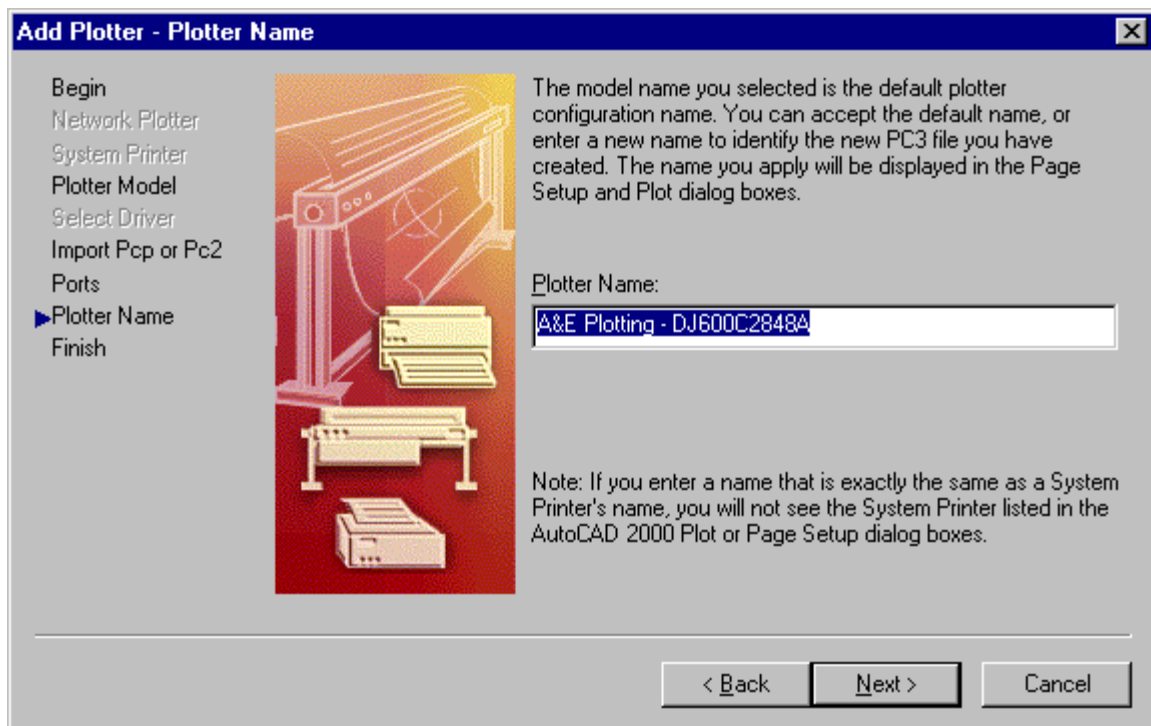 Add Plotter - Plotter Name
Begin
Network Plotter
System Printer
Plotter Model
Select Driver
Import Pcp or Pc2
Ports
Plotter Name
Finish
The model name you selected is the default plotter
configuration name. You can accept the default name, or
enter a new name to identify the new PC3 file you have
created. The name you apply will be displayed in the Page
Setup and Plot dialog boxes.
Plotter Name:
A&E Plotting - DJ600C2848A
Note: If you enter a name that is exactly the same as a System
Printer's name, you will not see the System Printer listed in the
AutoCAD 2000 Plot or Page Setup dialog boxes.
< Back
Next >
Cancel